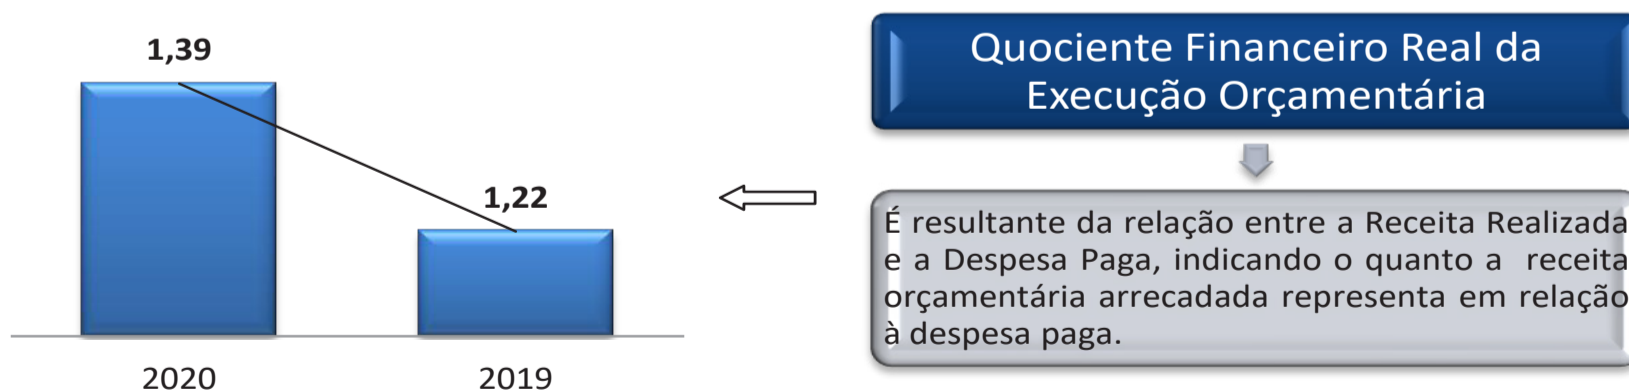 1,39
1,22
2020
2019
Quociente Financeiro Real da
Execução Orçamentária
É resultante da relação entre a Receita Realizada
e a Despesa Paga, indicando o quanto a receita
orçamentária arrecadada representa em relação
à despesa paga.